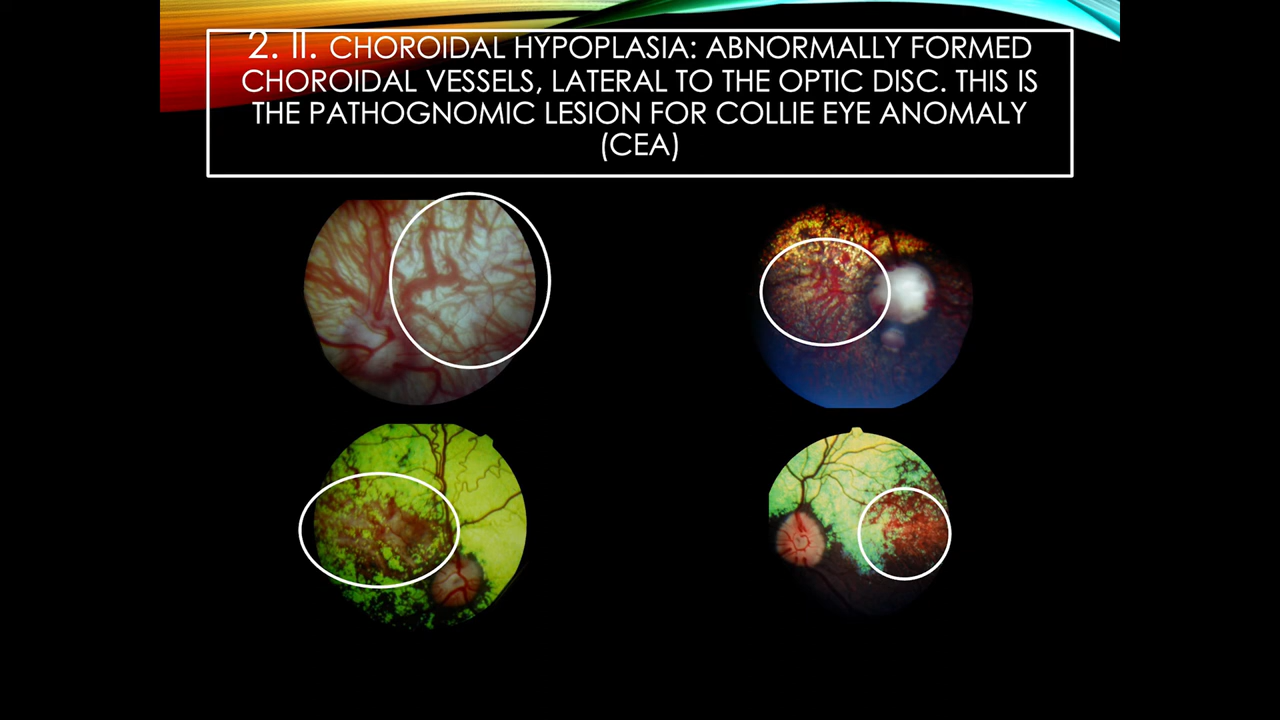 2. II. CHOROIDAL HYPOPLASIA: ABNORMALLY FORMED
CHOROIDAL VESSELS, LATERAL TO THE OPTIC DISC. THIS IS
THE PATHOGNOMIC LESION FOR COLLIE EYE ANOMALY
(CEA)